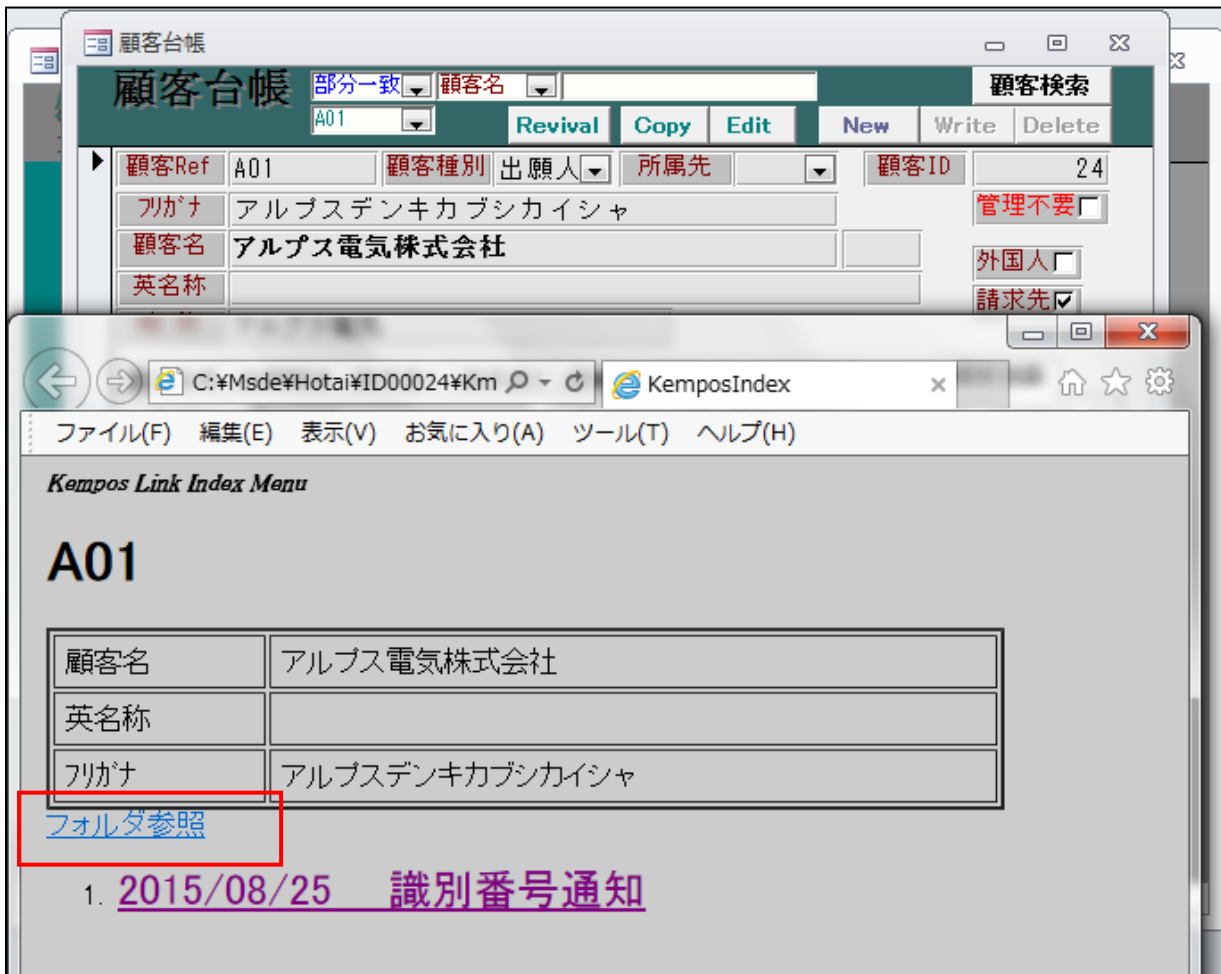 顧客台帳
顧客台帳 部分一致 顧客名 顧客検索
A01 Revival Copy Edit New Write Delete
顧客Ref A01 顧客種別 出願人 所属先 顧客ID 24
フリガナ アルプスデンキカブシカイシャ 管理不要
顧客名 アルプス電気株式会社
外国人
英名称
請求先
C:¥Msde¥Hotai¥ID00024¥Km KemposIndex
ファイル(F) 編集(E) 表示(V) お気に入り(A) ツール(T) ヘルプ(H)
Kempos Link Index Menu
A01
顧客名 アルプス電気株式会社
英名称
フリガナ アルプスデンキカブシカイシャ
フォルダ参照
1. 2015/08/25 識別番号通知